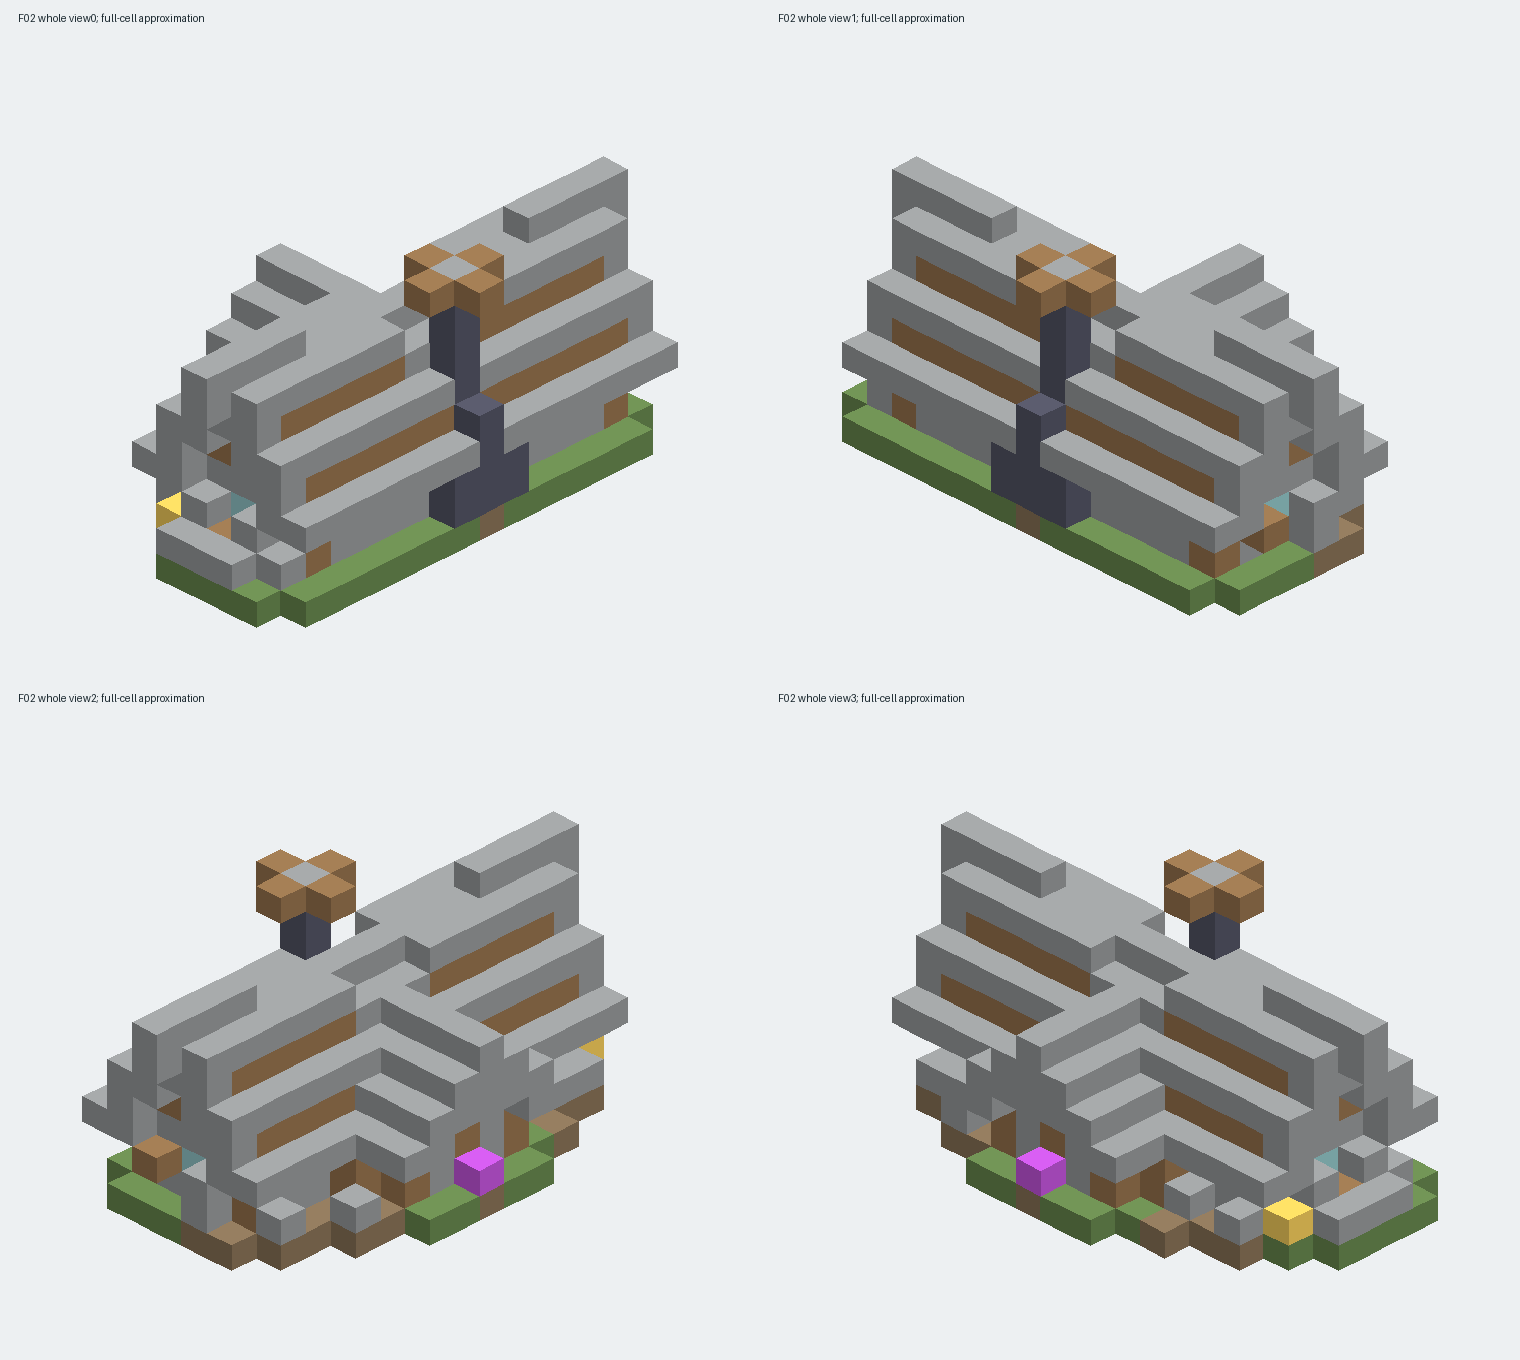 F02 whole view0; full-cell approximation
F02 whole view1; full-cell approximation
F02 whole view2; full-cell approximation
F02 whole view3; full-cell approximation